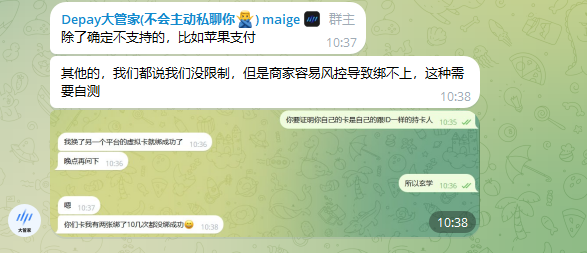 Depay大管家(不会主动私聊你🙅‍♂️) maige 群主
除了确定不支持的，比如苹果支付
10:37
其他的，我们都说我们没限制，但是商家容易风控导致绑不上，这种需
要自测
10:38
你要证明你自己的卡是自己的跟ID一样的持卡人 10:35
我换了另一个平台的虚拟卡就绑成功了 10:36
晚点再问下 10:36
所以玄学 10:36
嗯 10:37
你们卡我有两张绑了10几次都没绑成功😅 10:38
10:38
大管家